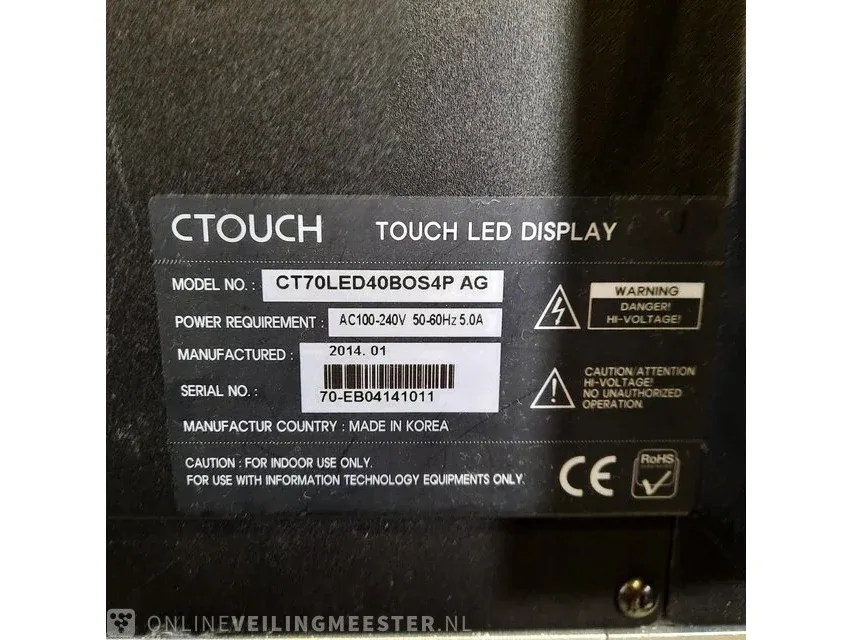 CTOUCH TOUCH LED DISPLAY
MODEL NO. : CT70LED40BOS4P AG
POWER REQUIREMENT : AC100-240V 50-60Hz 5.0A
MANUFACTURED : 2014. 01
SERIAL NO. : 70-EB04141011
MANUFACTUR COUNTRY : MADE IN KOREA
WARNING
DANGER!
HI-VOLTAGE!
CAUTION/ATTENTION
HI-VOLTAGE!
NO UNAUTHORIZED
OPERATION.
CAUTION : FOR INDOOR USE ONLY.
FOR USE WITH INFORMATION TECHNOLOGY EQUIPMENTS ONLY.
CE
RoHS
ONLINEVEILINGMEESTER.NL